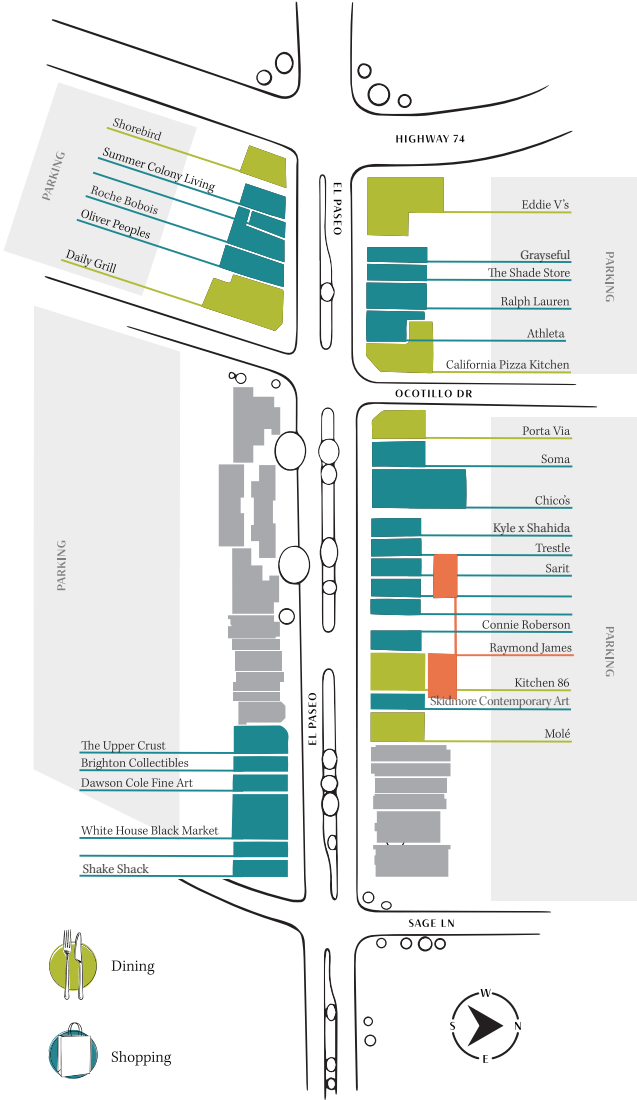 HIGHWAY 74
Shorebird
PARKING
Summer Colony Living
Roche Bobois
Oliver Peoples
Daily Grill
EL PASEO
Eddie V's
Grayseful
The Shade Store
Ralph Lauren
Athleta
California Pizza Kitchen
PARKING
OCOTILLO DR
Porta Via
Soma
Chico's
Kyle x Shahida
Trestle
Sarit
Connie Roberson
Raymond James
Kitchen 86
Skidmore Contemporary Art
Molé
PARKING
PARKING
EL PASEO
The Upper Crust
Brighton Collectibles
Dawson Cole Fine Art
White House Black Market
Shake Shack
SAGE LN
Dining
Shopping
W
S
N
E